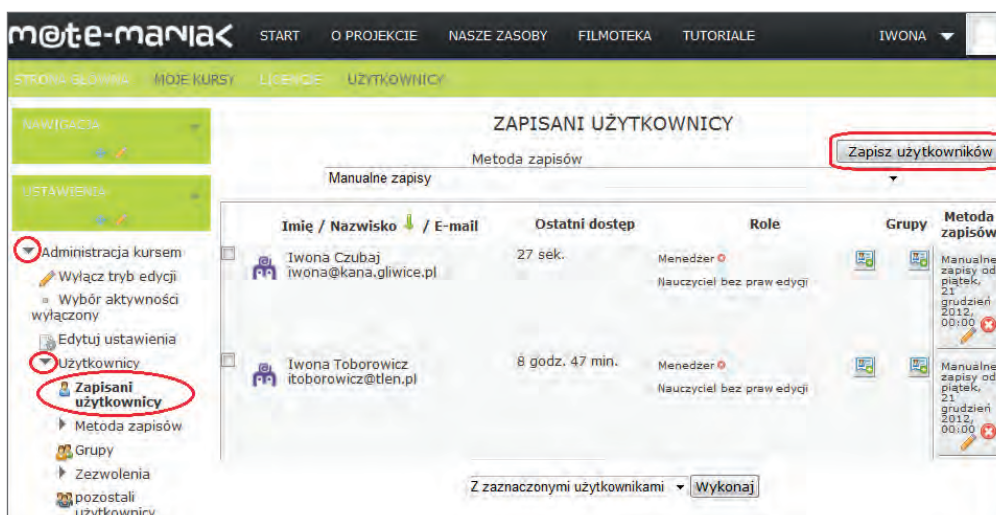 m@te-maniak
START O PROJEKCIE NASZE ZASOBY FILMOTEKA TUTORIALE IWONA
STRONA GŁÓWNA MOJE KURSY LICENCJE UŻYTKOWNICY
NAWIGACJA
USTAWIENIA
Administracja kursem
Wyłącz tryb edycji
Wybór aktywności
wyłączony
Edytuj ustawienia
Użytkownicy
Zapisani
użytkownicy
Metoda zapisów
Grupy
Zezwolenia
pozostali
użytkownicy
ZAPISANI UŻYTKOWNICY
Zapisz użytkowników
Metoda zapisów
Manualne zapisy
Imię / Nazwisko / E-mail Ostatni dostęp Role Grupy Metoda
zapisów
Iwona Czubaj
iwona@kana.gliwice.pl
27 sek.
Menedżer
Nauczyciel bez praw edycji
Manualne
zapisy od
piątek,
21
grudzień
2012,
00:00
Iwona Toborowicz
itoborowicz@tlen.pl
8 godz. 47 min.
Menedżer
Nauczyciel bez praw edycji
Manualne
zapisy od
piątek,
21
grudzień
2012,
00:00
Z zaznaczonymi użytkownikami Wykonaj